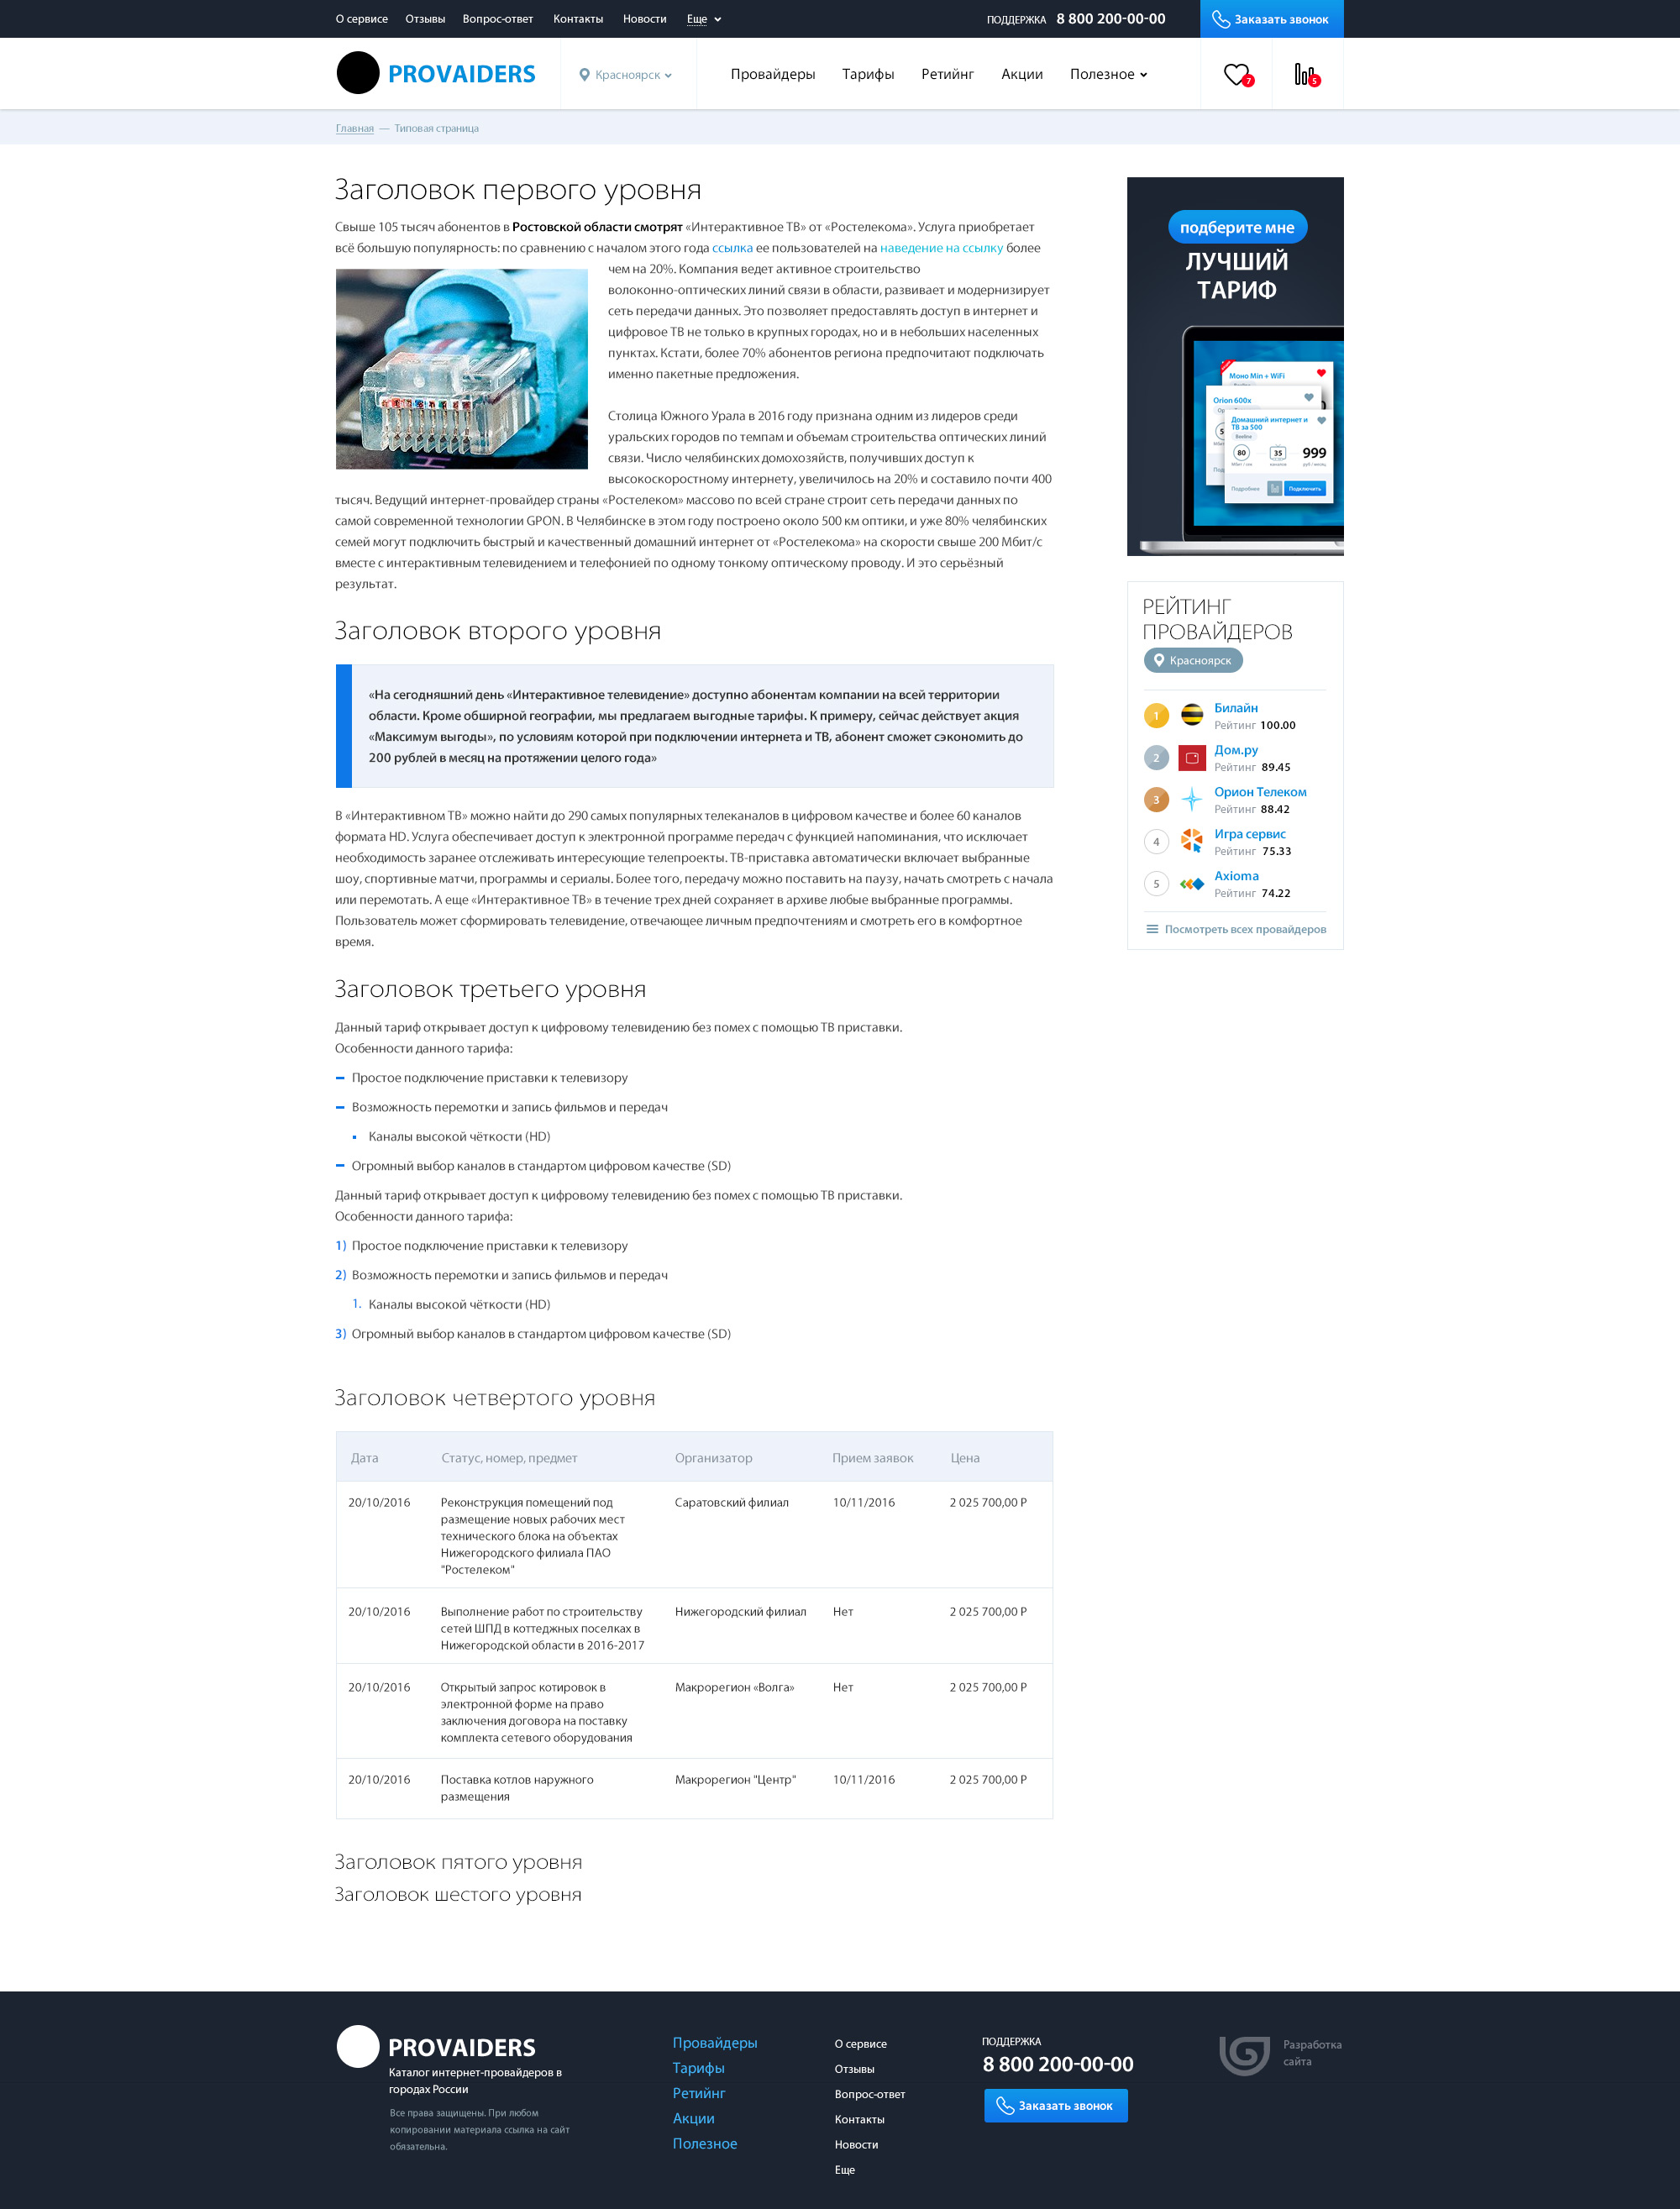 О сервисе Отзывы Вопрос-ответ Контакты Новости Еще ПОДДЕРЖКА 8 800 200-00-00 Заказать звонок
PROVAIDERS Красноярск Провайдеры Тарифы Ретийнг Акции Полезное 7 5
Главная — Типовая страница
Заголовок первого уровня
Свыше 105 тысяч абонентов в Ростовской области смотрят «Интерактивное ТВ» от «Ростелекома». Услуга приобретает
всё большую популярность: по сравнению с началом этого года ссылка ее пользователей на наведение на ссылку более
чем на 20%. Компания ведет активное строительство
волоконно-оптических линий связи в области, развивает и модернизирует
сеть передачи данных. Это позволяет предоставлять доступ в интернет и
цифровое ТВ не только в крупных городах, но и в небольших населенных
пунктах. Кстати, более 70% абонентов региона предпочитают подключать
именно пакетные предложения.
Столица Южного Урала в 2016 году признана одним из лидеров среди
уральских городов по темпам и объемам строительства оптических линий
связи. Число челябинских домохозяйств, получивших доступ к
высокоскоростному интернету, увеличилось на 20% и составило почти 400
тысяч. Ведущий интернет-провайдер страны «Ростелеком» массово по всей стране строит сеть передачи данных по
самой современной технологии GPON. В Челябинске в этом году построено около 500 км оптики, и уже 80% челябинских
семей могут подключить быстрый и качественный домашний интернет от «Ростелекома» на скорости свыше 200 Мбит/с
вместе с интерактивным телевидением и телефонией по одному тонкому оптическому проводу. И это серьёзный
результат.
Заголовок второго уровня
«На сегодняшний день «Интерактивное телевидение» доступно абонентам компании на всей территории
области. Кроме обширной географии, мы предлагаем выгодные тарифы. К примеру, сейчас действует акция
«Максимум выгоды», по условиям которой при подключении интернета и ТВ, абонент сможет сэкономить до
200 рублей в месяц на протяжении целого года»
В «Интерактивном ТВ» можно найти до 290 самых популярных телеканалов в цифровом качестве и более 60 каналов
формата HD. Услуга обеспечивает доступ к электронной программе передач с функцией напоминания, что исключает
необходимость заранее отслеживать интересующие телепроекты. ТВ-приставка автоматически включает выбранные
шоу, спортивные матчи, программы и сериалы. Более того, передачу можно поставить на паузу, начать смотреть с начала
или перемотать. А еще «Интерактивное ТВ» в течение трех дней сохраняет в архиве любые выбранные программы.
Пользователь может сформировать телевидение, отвечающее личным предпочтениям и смотреть его в комфортное
время.
Заголовок третьего уровня
Данный тариф открывает доступ к цифровому телевидению без помех с помощью ТВ приставки.
Особенности данного тарифа:
Простое подключение приставки к телевизору
Возможность перемотки и запись фильмов и передач
Каналы высокой чёткости (HD)
Огромный выбор каналов в стандартом цифровом качестве (SD)
Данный тариф открывает доступ к цифровому телевидению без помех с помощью ТВ приставки.
Особенности данного тарифа:
1) Простое подключение приставки к телевизору
2) Возможность перемотки и запись фильмов и передач
1. Каналы высокой чёткости (HD)
3) Огромный выбор каналов в стандартом цифровом качестве (SD)
Заголовок четвертого уровня
Дата Статус, номер, предмет Организатор Прием заявок Цена
20/10/2016 Реконструкция помещений под Саратовский филиал 10/11/2016 2 025 700,00 Р
размещение новых рабочих мест
технического блока на объектах
Нижегородского филиала ПАО
"Ростелеком"
20/10/2016 Выполнение работ по строительству Нижегородский филиал Нет 2 025 700,00 Р
сетей ШПД в коттеджных поселках в
Нижегородской области в 2016-2017
20/10/2016 Открытый запрос котировок в Макрорегион «Волга» Нет 2 025 700,00 Р
электронной форме на право
заключения договора на поставку
комплекта сетевого оборудования
20/10/2016 Поставка котлов наружного Макрорегион "Центр" 10/11/2016 2 025 700,00 Р
размещения
Заголовок пятого уровня
Заголовок шестого уровня
подберите мне
ЛУЧШИЙ
ТАРИФ
Моно Min + WiFi
Orion 600x
Домашний интернет и
ТВ за 500
Beeline
80 35 999
Мбит / сек каналов руб / месяц
Подробнее Подключить
РЕЙТИНГ
ПРОВАЙДЕРОВ
Красноярск
1 Билайн
Рейтинг 100.00
2 Дом.ру
Рейтинг 89.45
3 Орион Телеком
Рейтинг 88.42
4 Игра сервис
Рейтинг 75.33
5 Axioma
Рейтинг 74.22
Посмотреть всех провайдеров
PROVAIDERS
Каталог интернет-провайдеров в
городах России
Все права защищены. При любом
копировании материала ссылка на сайт
обязательна.
Провайдеры
Тарифы
Ретийнг
Акции
Полезное
О сервисе
Отзывы
Вопрос-ответ
Контакты
Новости
Еще
ПОДДЕРЖКА
8 800 200-00-00
Заказать звонок
Разработка
сайта